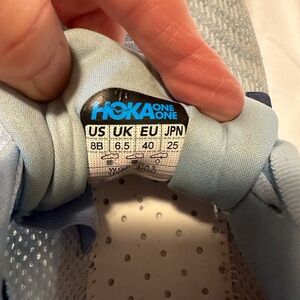 HOKA ONE ONE
US UK EU JPN
8B 6.5 40 25